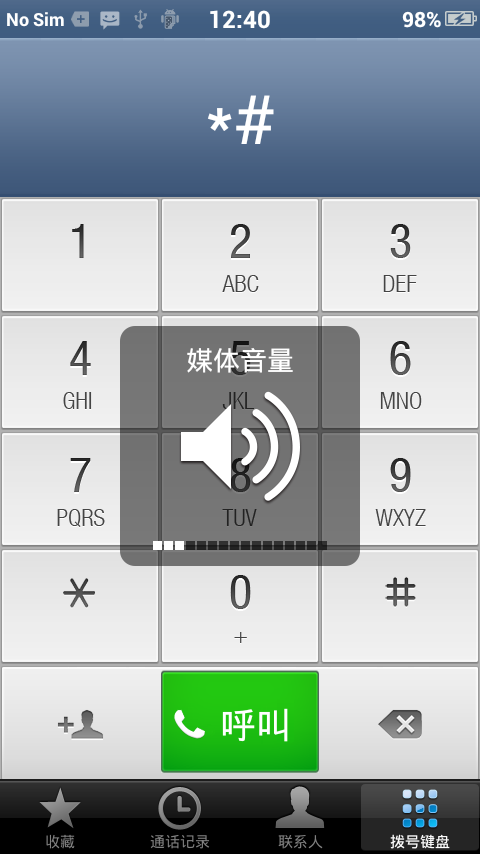 No Sim 12:40 98%
*#
1 2 3
ABC DEF
媒体音量
4 5 6
GHI JKL MNO
7 8 9
PQRS TUV WXYZ
* 0 #
+
+ 呼叫
收藏 通话记录 联系人 拨号键盘